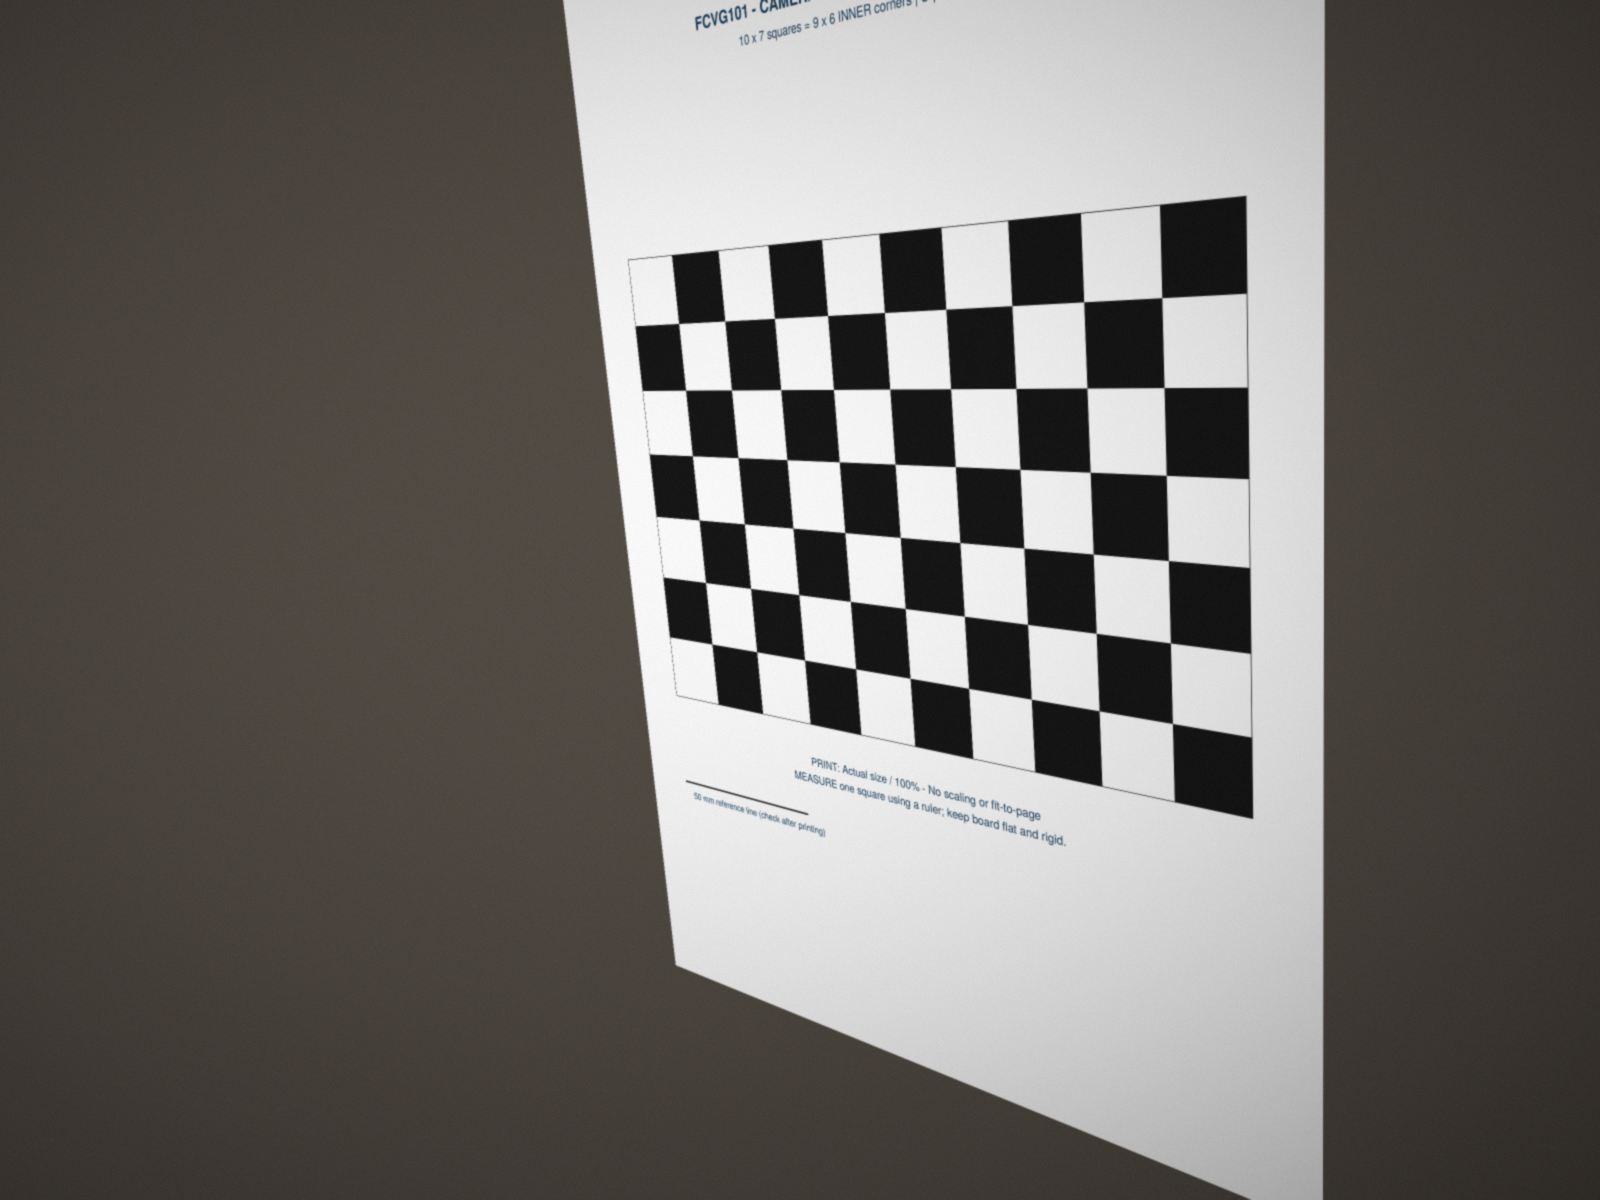 FCVG101 - CAMER
10 x 7 squares = 9 x 6 INNER corners |
PRINT: Actual size / 100% - No scaling or fit-to-page
MEASURE one square using a ruler; keep board flat and rigid.
50 mm reference line (check after printing)